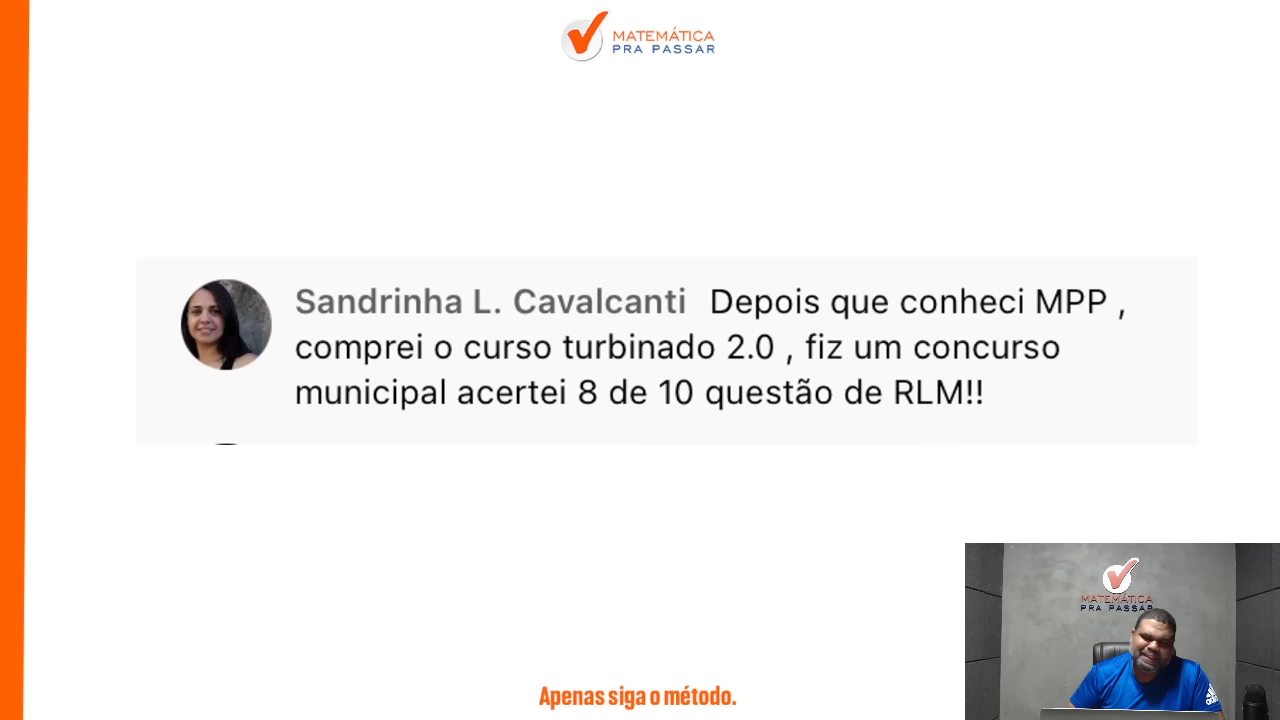 MATEMÁTICA
PRA PASSAR
Sandrinha L. Cavalcanti Depois que conheci MPP ,
comprei o curso turbinado 2.0 , fiz um concurso
municipal acertei 8 de 10 questão de RLM!!
MATEMÁTICA
PRA PASSAR
adidas
Apenas siga o método.